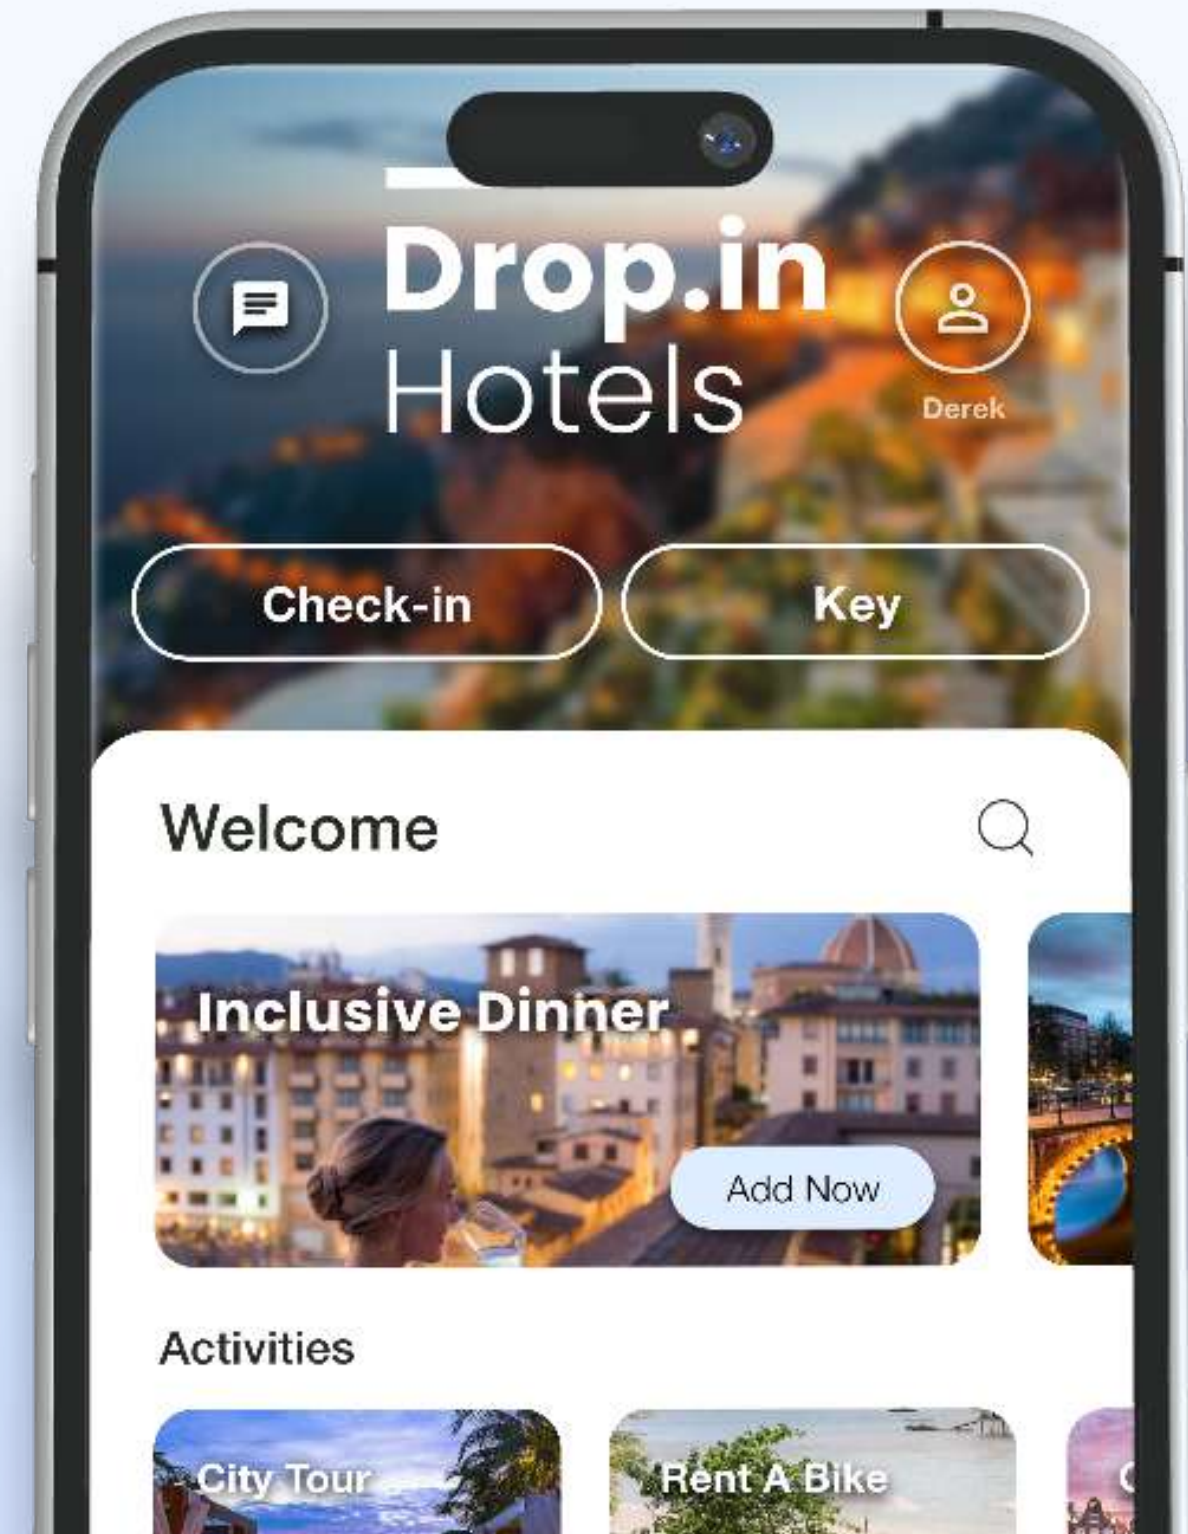 Drop.in
Hotels
Derek
Check-in
Key
Welcome
Inclusive Dinner
Add Now
Activities
City Tour
Rent A Bike